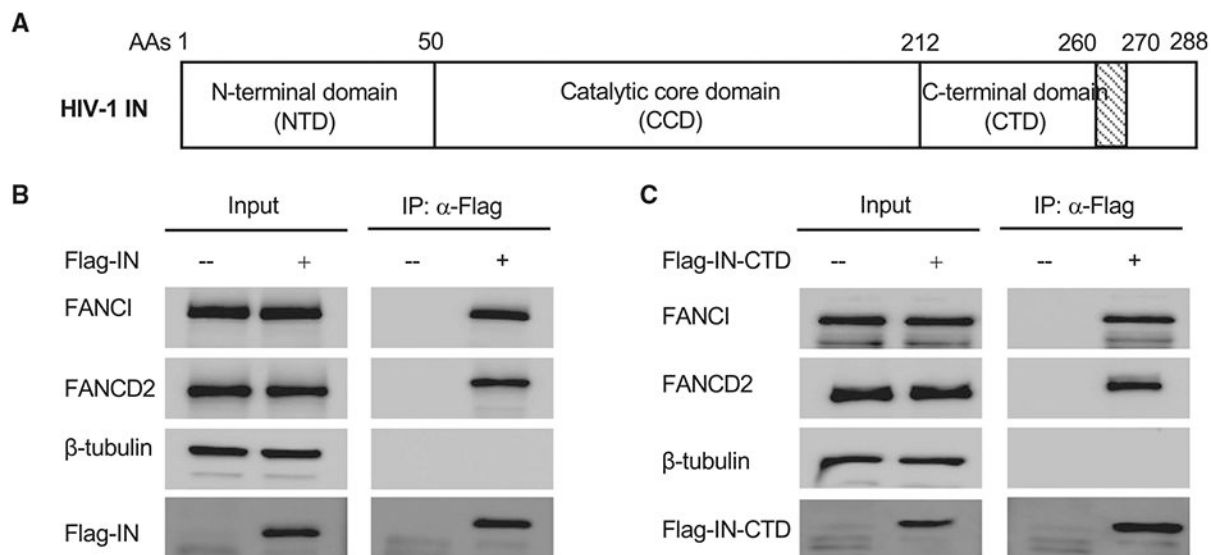 A
AAs 1 50 212 260 270 288
HIV-1 IN
N-terminal domain
(NTD)
Catalytic core domain
(CCD)
C-terminal domain
(CTD)
B
Input IP: α-Flag
Flag-IN -- + -- +
FANCI
FANCD2
β-tubulin
Flag-IN
C
Input IP: α-Flag
Flag-IN-CTD -- + -- +
FANCI
FANCD2
β-tubulin
Flag-IN-CTD